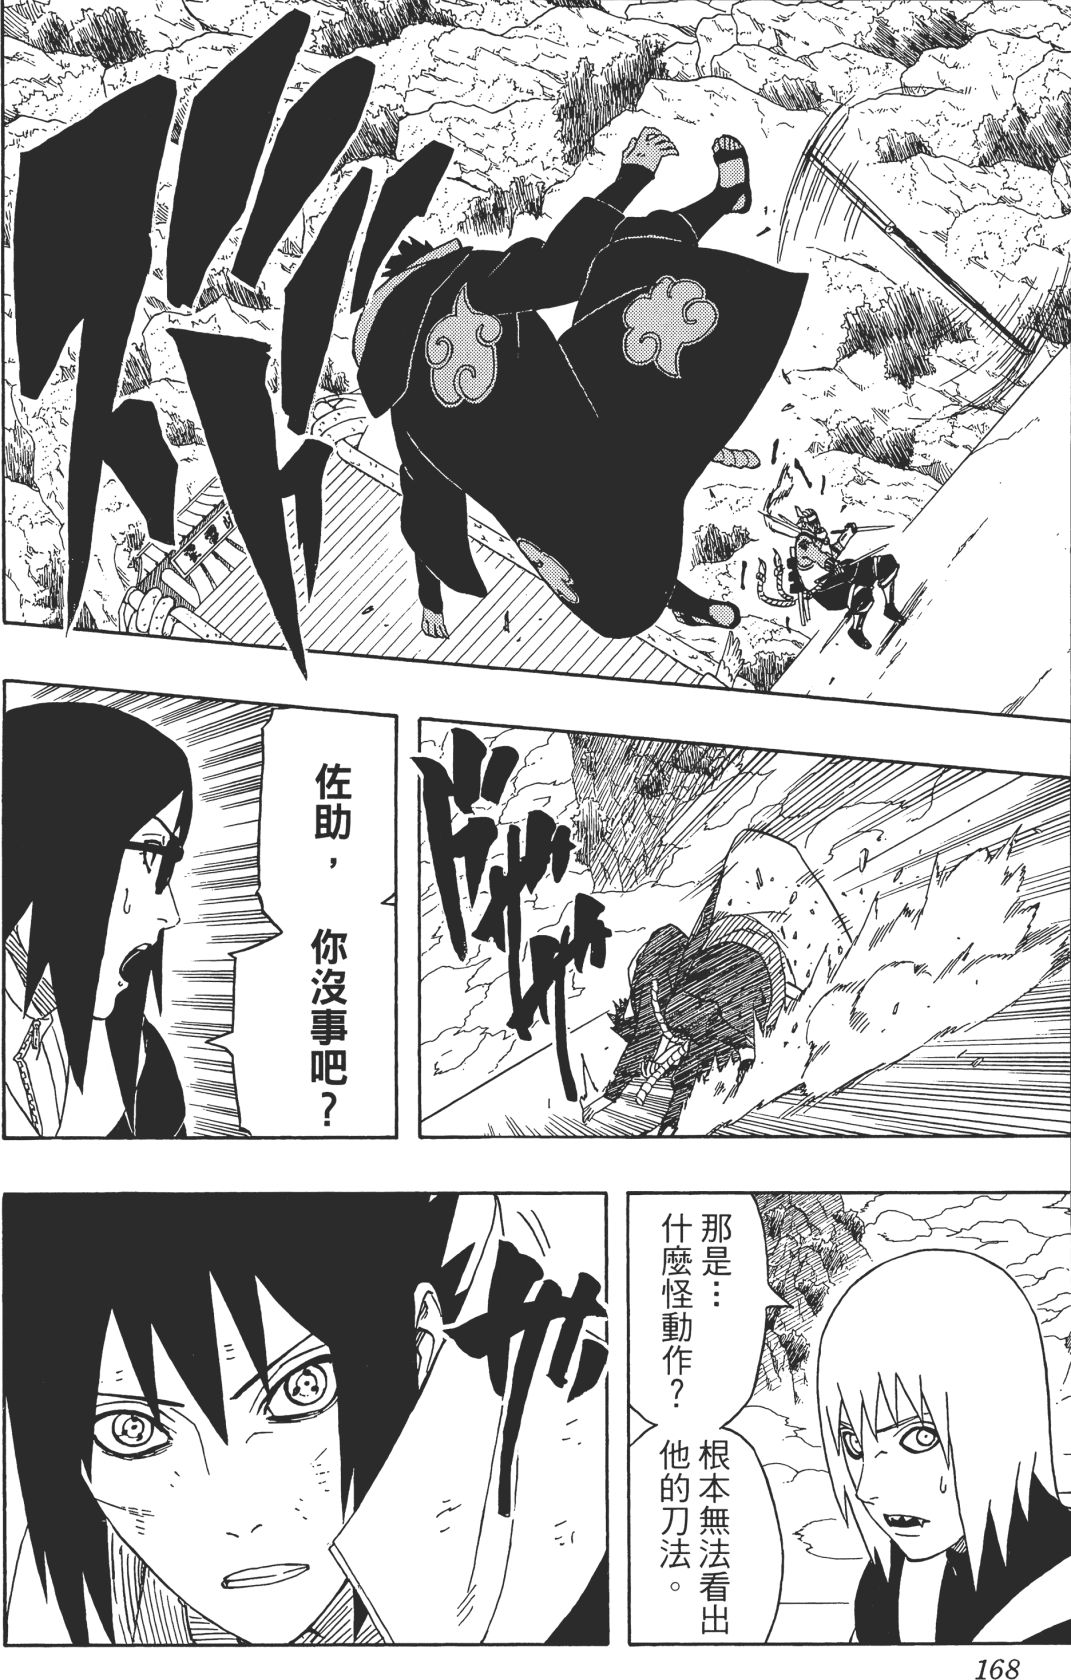 佐助，
你沒事吧？
那是…
什麼怪動作？
根本無法看出
他的刀法。
168